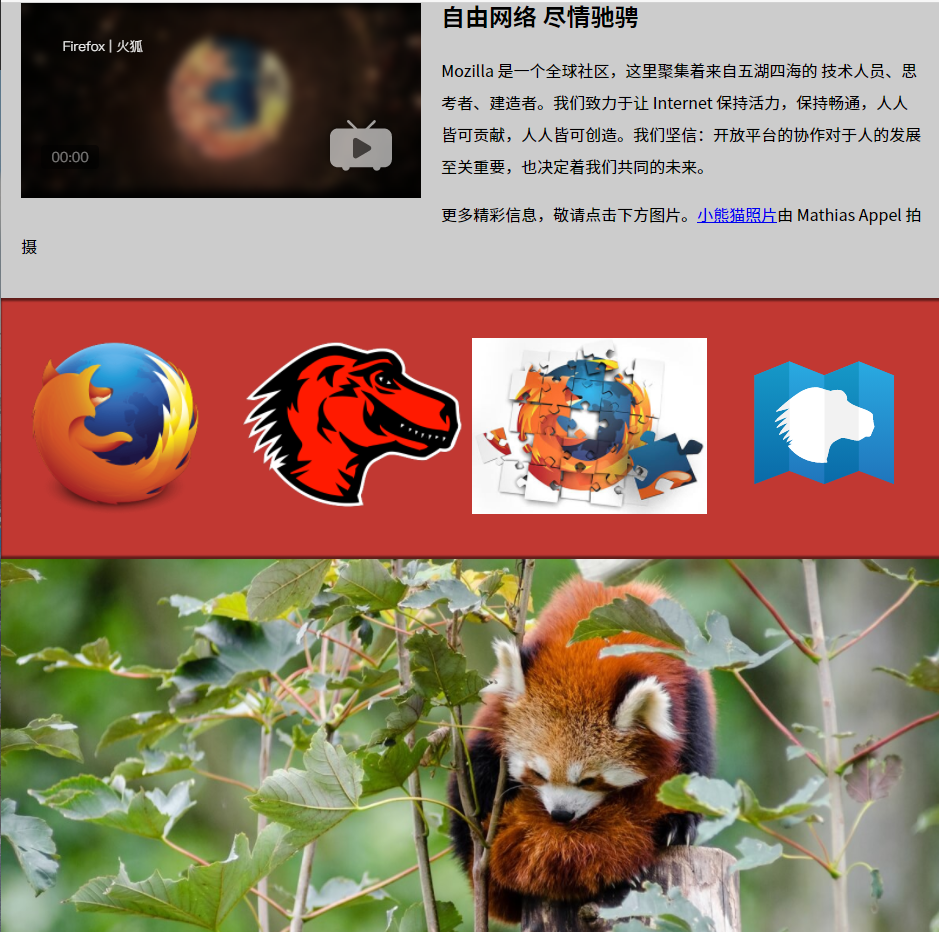 Firefox | 火狐
00:00
自由网络 尽情驰骋
Mozilla 是一个全球社区，这里聚集着来自五湖四海的 技术人员、思
考者、建造者。我们致力于让 Internet 保持活力，保持畅通，人人
皆可贡献，人人皆可创造。我们坚信：开放平台的协作对于人的发展
至关重要，也决定着我们共同的未来。
更多精彩信息，敬请点击下方图片。小熊猫照片由 Mathias Appel 拍
摄